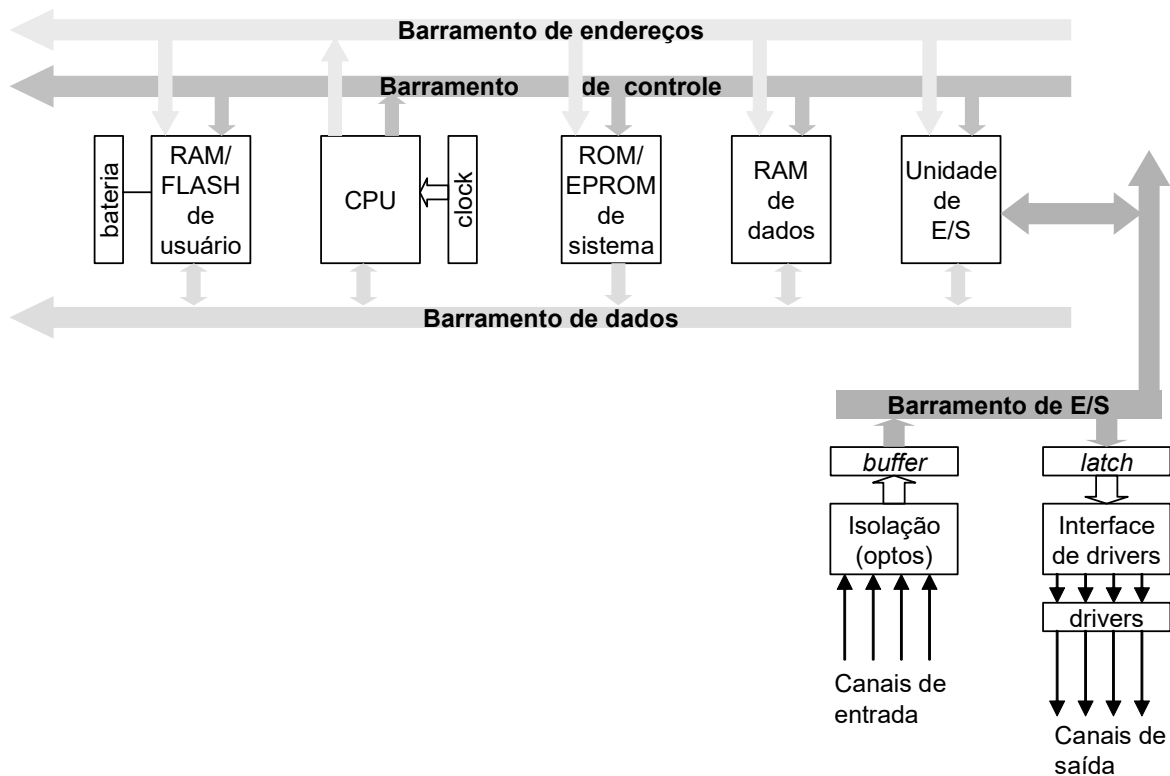 Barramento de endereços
Barramento de controle
bateria
RAM/
FLASH
de
usuário
CPU
clock
ROM/
EPROM
de
sistema
RAM
de
dados
Unidade
de
E/S
Barramento de dados
Barramento de E/S
buffer
latch
Isolação
(optos)
Interface
de drivers
drivers
Canais de
entrada
Canais de
saída